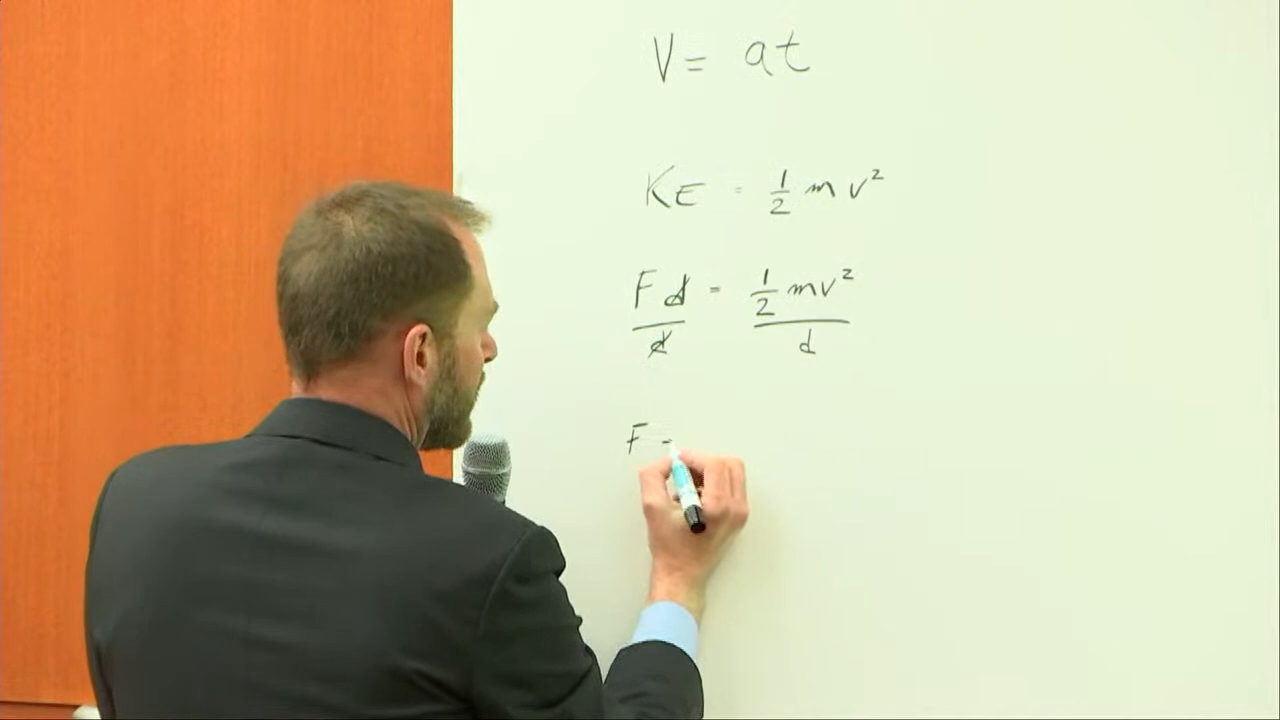 V = at
KE = 1/2 mv²
Fd = 1/2 mv²
d d
F =